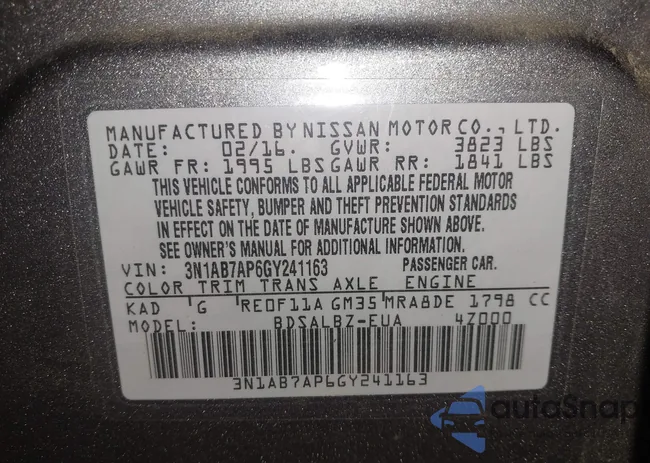 MANUFACTURED BY NISSAN MOTOR CO., LTD.
DATE: 02/16. GVWR: 3823 LBS
GAWR FR: 1995 LBS GAWR RR: 1841 LBS
THIS VEHICLE CONFORMS TO ALL APPLICABLE FEDERAL MOTOR
VEHICLE SAFETY, BUMPER AND THEFT PREVENTION STANDARDS
IN EFFECT ON THE DATE OF MANUFACTURE SHOWN ABOVE.
SEE OWNER'S MANUAL FOR ADDITIONAL INFORMATION.
VIN: 3N1AB7AP6GY241163 PASSENGER CAR.
COLOR TRIM TRANS AXLE ENGINE
KAD G RE0F11A GM35 MRA8DE 1798 CC
MODEL: BDSALBZ-EUA 4Z000
3N1AB7AP6GY241163
autoSnap